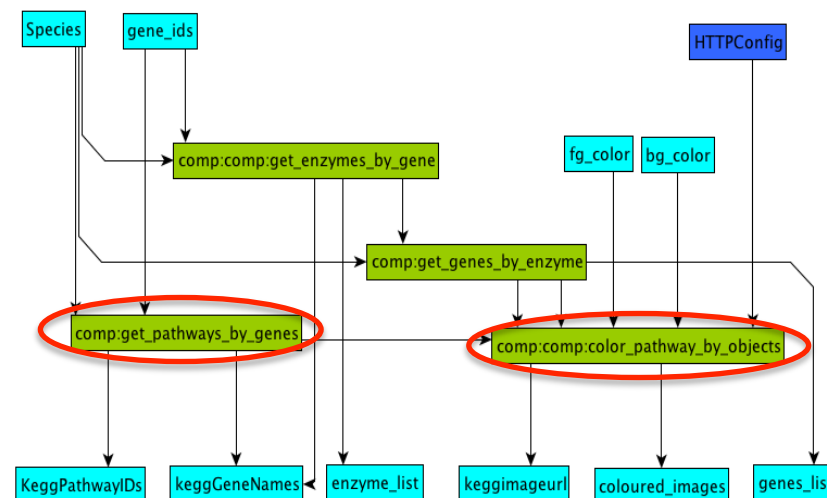 Species
gene_ids
HTTPConfig
comp:comp:get_enzymes_by_gene
fg_color
bg_color
comp:get_genes_by_enzyme
comp:get_pathways_by_genes
comp:comp:color_pathway_by_objects
KeggPathwayIDs
keggGeneNames
enzyme_list
keggimageurl
coloured_images
genes_list